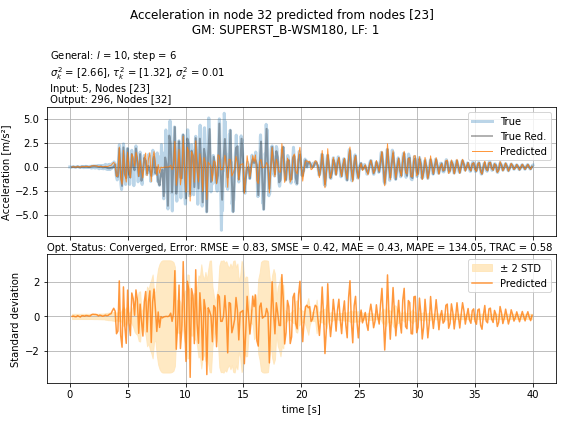 Acceleration in node 32 predicted from nodes [23]
GM: SUPERST_B-WSM180, LF: 1
General: l = 10, step = 6
σ²ₖ = [2.66], τ²ₖ = [1.32], σ²ᵣ = 0.01
Input: 5, Nodes [23]
Output: 296, Nodes [32]
Acceleration [m/s²]
5.0
2.5
0.0
−2.5
−5.0
True
True Red.
Predicted
Opt. Status: Converged, Error: RMSE = 0.83, SMSE = 0.42, MAE = 0.43, MAPE = 134.05, TRAC = 0.58
Standard deviation
2
0
−2
± 2 STD
Predicted
0 5 10 15 20 25 30 35 40
time [s]